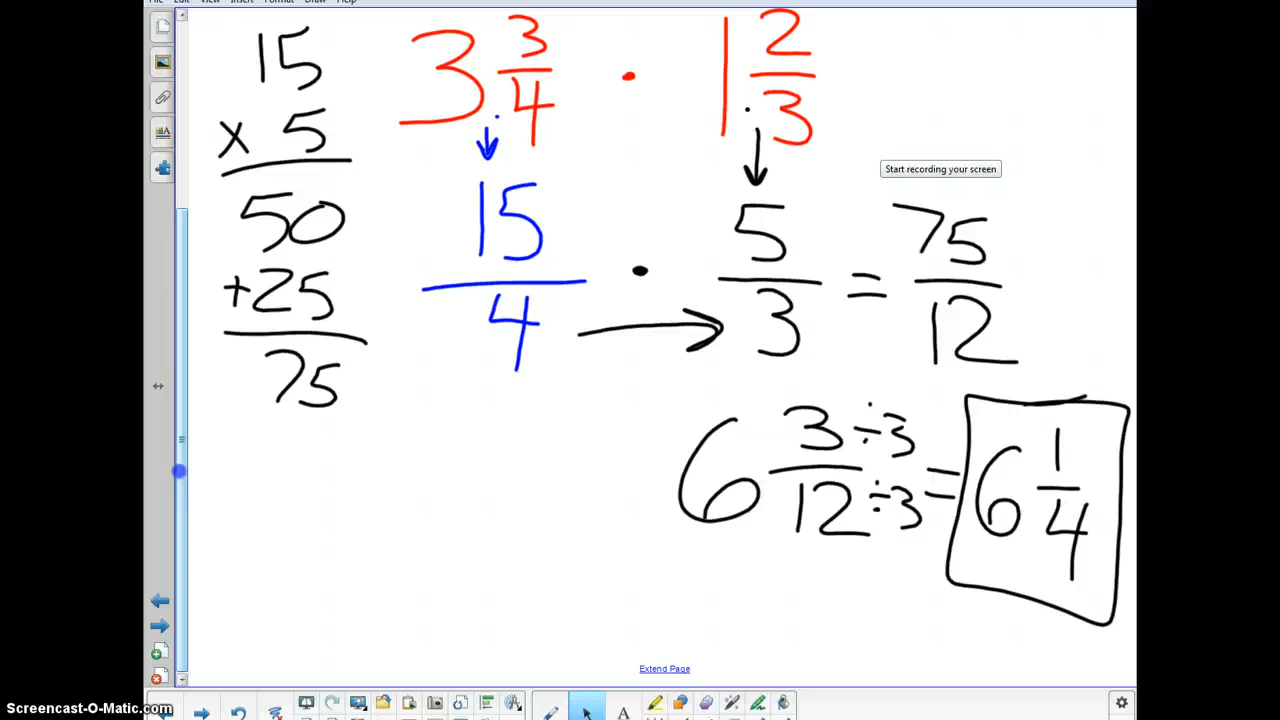 15
x 5
50
+25
75
3 3/4 · 1 2/3
15/4 · 5/3 = 75/12
6 3÷3/12÷3 = 6 1/4
Start recording your screen
Extend Page
A
Screencast-O-Matic.com